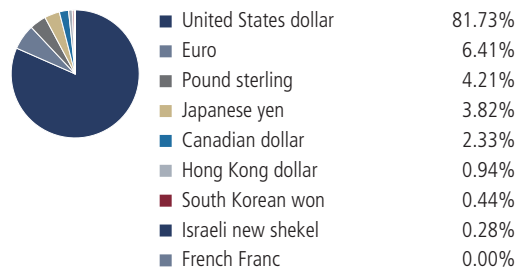 United States dollar 81.73%
Euro 6.41%
Pound sterling 4.21%
Japanese yen 3.82%
Canadian dollar 2.33%
Hong Kong dollar 0.94%
South Korean won 0.44%
Israeli new shekel 0.28%
French Franc 0.00%